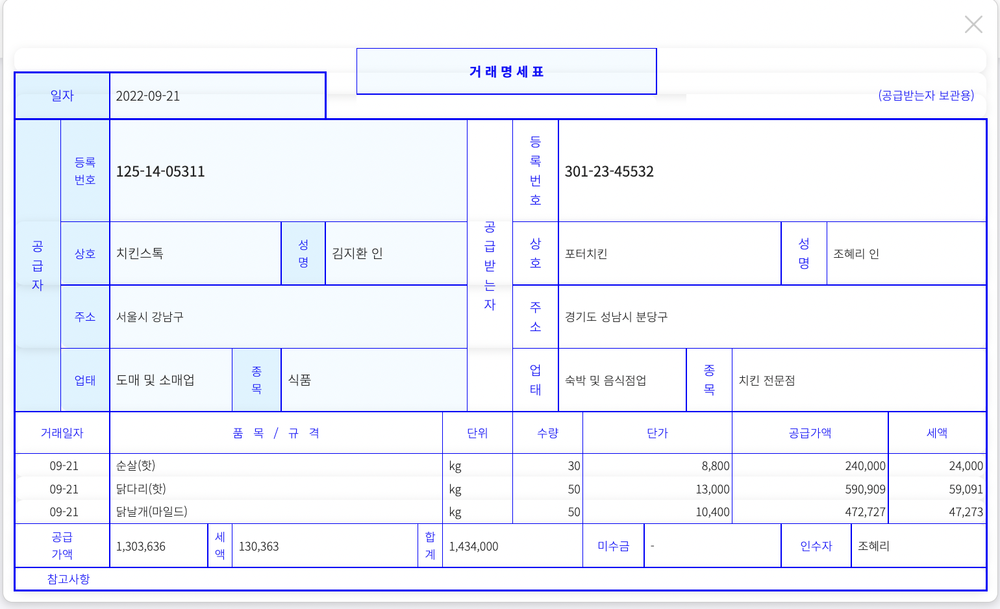 거 래 명 세 표
일자 2022-09-21 (공급받는자 보관용)
공급자
등록번호 125-14-05311
상호 치킨스톡 성명 김지환 인
주소 서울시 강남구
업태 도매 및 소매업 종목 식품
공급받는자
등록번호 301-23-45532
상호 포터치킨 성명 조혜리 인
주소 경기도 성남시 분당구
업태 숙박 및 음식점업 종목 치킨 전문점
거래일자 품 목 / 규 격 단위 수량 단가 공급가액 세액
09-21 순살(핫) kg 30 8,800 240,000 24,000
09-21 닭다리(핫) kg 50 13,000 590,909 59,091
09-21 닭날개(마일드) kg 50 10,400 472,727 47,273
공급가액 1,303,636 세액 130,363 합계 1,434,000 미수금 - 인수자 조혜리
참고사항